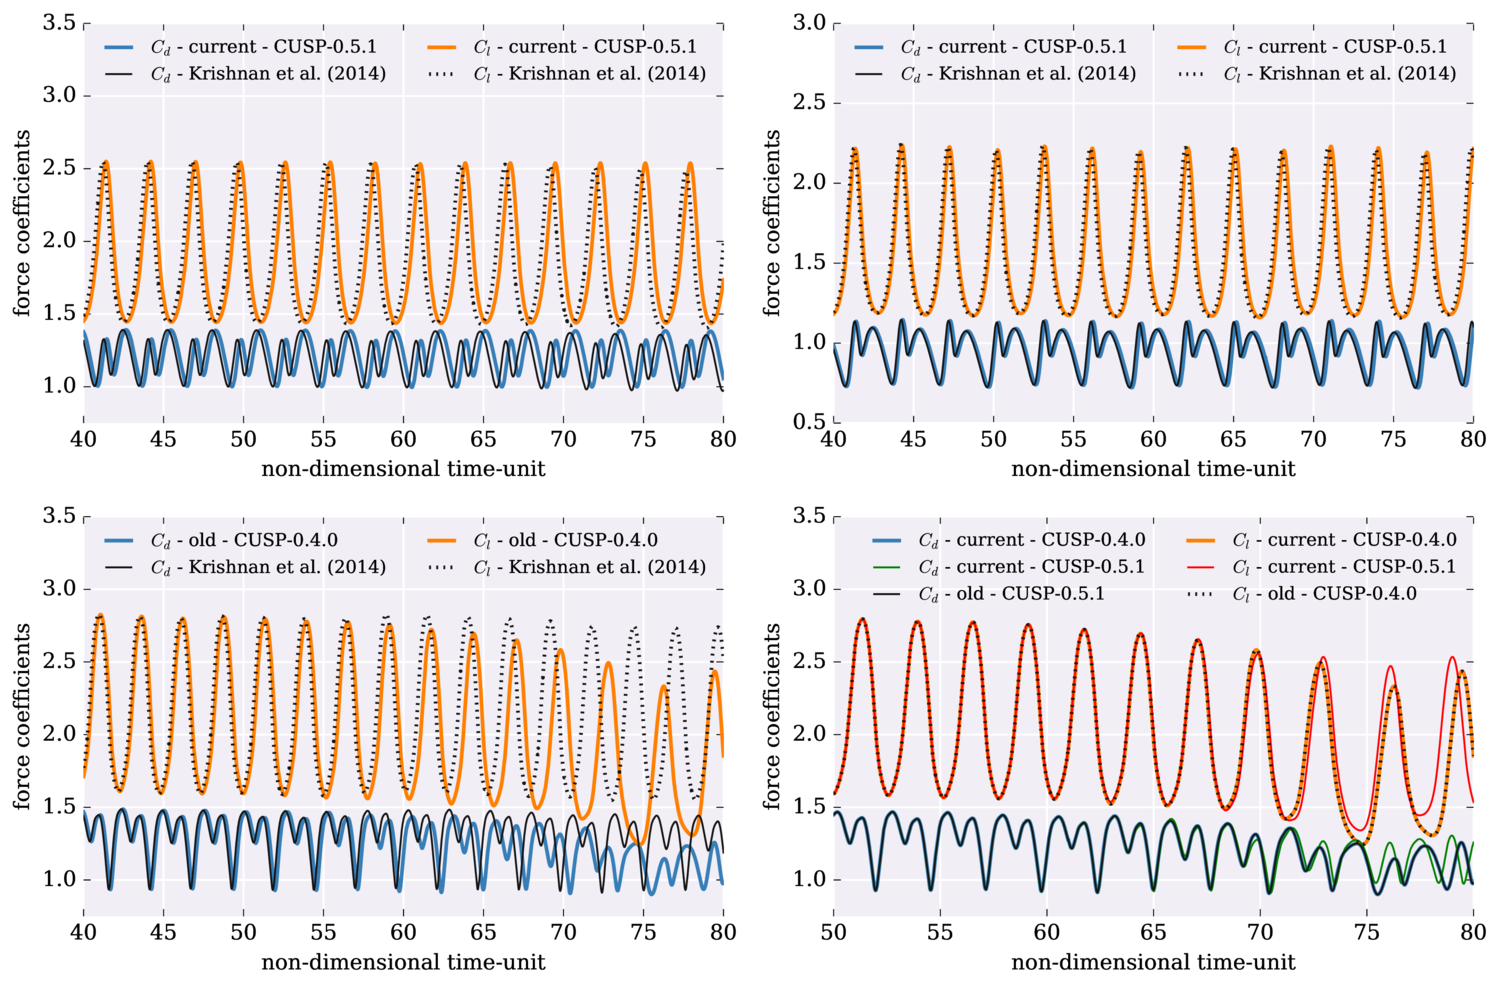 3.5
3.0
2.5
2.0
1.5
1.0
force coefficients
C_d - current - CUSP-0.5.1
C_d - Krishnan et al. (2014)
C_l - current - CUSP-0.5.1
C_l - Krishnan et al. (2014)
40 45 50 55 60 65 70 75 80
non-dimensional time-unit
3.0
2.5
2.0
1.5
1.0
0.5
force coefficients
C_d - current - CUSP-0.5.1
C_d - Krishnan et al. (2014)
C_l - current - CUSP-0.5.1
C_l - Krishnan et al. (2014)
40 45 50 55 60 65 70 75 80
non-dimensional time-unit
3.5
3.0
2.5
2.0
1.5
1.0
force coefficients
C_d - old - CUSP-0.4.0
C_d - Krishnan et al. (2014)
C_l - old - CUSP-0.4.0
C_l - Krishnan et al. (2014)
40 45 50 55 60 65 70 75 80
non-dimensional time-unit
3.5
3.0
2.5
2.0
1.5
1.0
force coefficients
C_d - current - CUSP-0.4.0
C_d - current - CUSP-0.5.1
C_d - old - CUSP-0.5.1
C_l - current - CUSP-0.4.0
C_l - current - CUSP-0.5.1
C_l - old - CUSP-0.4.0
50 55 60 65 70 75 80
non-dimensional time-unit